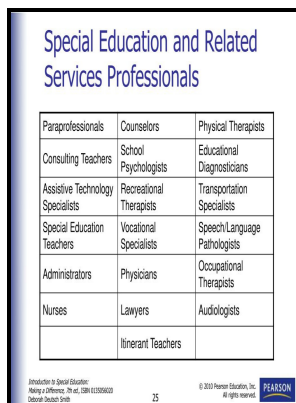 Special Education and Related
Services Professionals
Paraprofessionals Counselors Physical Therapists
Consulting Teachers School Psychologists Educational Diagnosticians
Assistive Technology Specialists Recreational Therapists Transportation Specialists
Special Education Teachers Vocational Specialists Speech/Language Pathologists
Administrators Physicians Occupational Therapists
Nurses Lawyers Audiologists
Itinerant Teachers
Introduction to Special Education:
Making a Difference, 7th ed., ISBN 0135056020
Deborah Deutsch Smith
25
© 2010 Pearson Education, Inc.
All rights reserved.
PEARSON